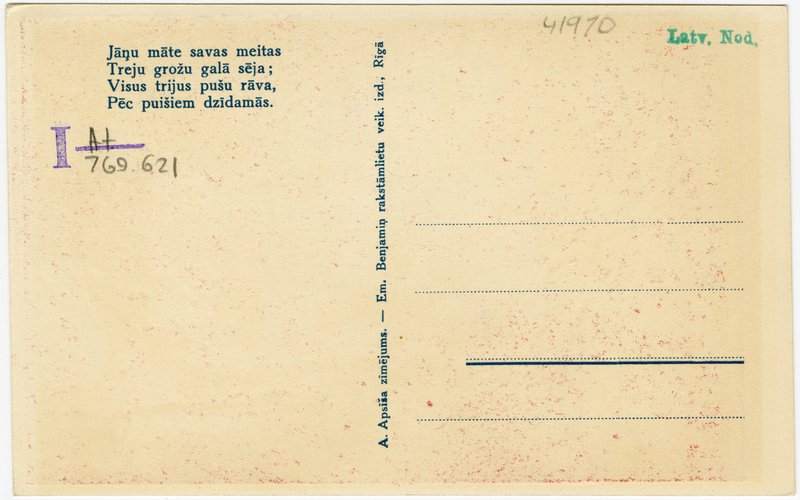 41970
Latv. Nod.
Jāņu māte savas meitas
Treju grožu galā sēja;
Visus trijus pušu rāva,
Pēc puišiem dzīdamās.
I A+
769.621
A. Apsīša zīmējums. — Em. Benjamiņ rakstāmlietu veik. izd., Rīgā